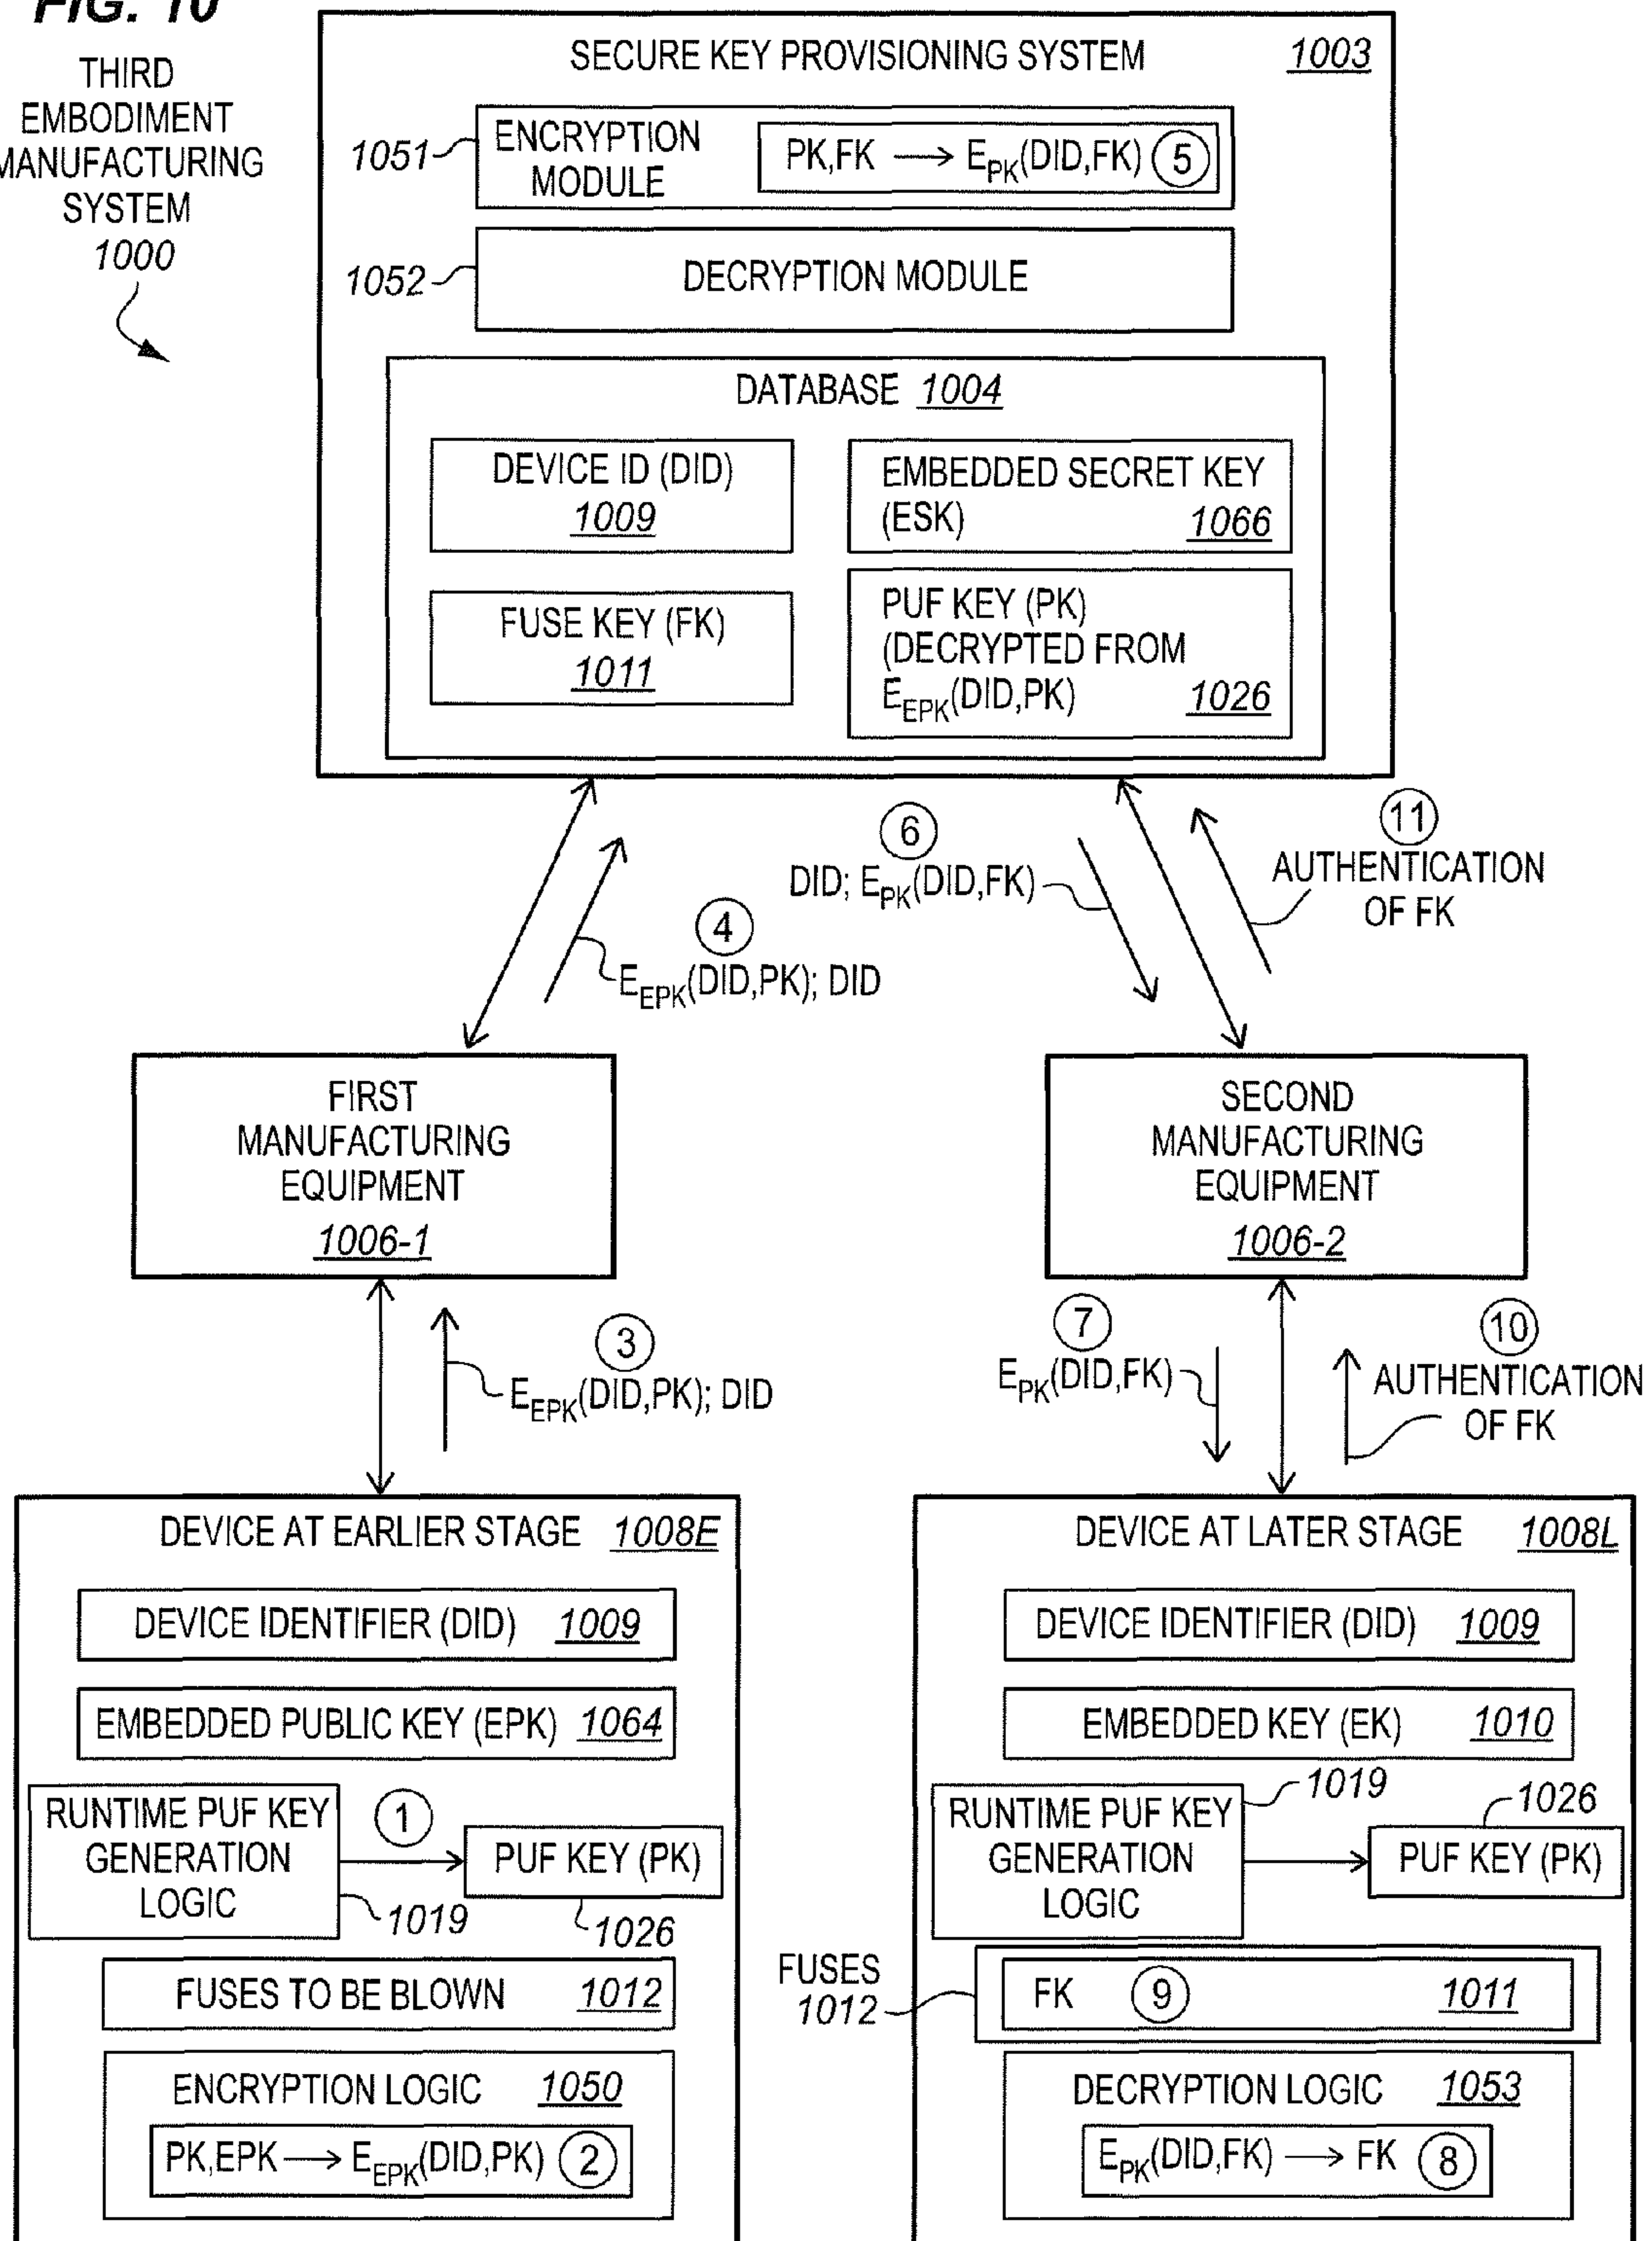 FIG. 10
THIRD
EMBODIMENT
MANUFACTURING
SYSTEM
1000
SECURE KEY PROVISIONING SYSTEM 1003
1051
ENCRYPTION
MODULE
PK,FK → E_PK(DID,FK) 5
1052
DECRYPTION MODULE
DATABASE 1004
DEVICE ID (DID)
1009
EMBEDDED SECRET KEY
(ESK) 1066
FUSE KEY (FK)
1011
PUF KEY (PK)
(DECRYPTED FROM
E_EPK(DID,PK) 1026
4
E_EPK(DID,PK); DID
6
DID; E_PK(DID,FK)
11
AUTHENTICATION
OF FK
FIRST
MANUFACTURING
EQUIPMENT
1006-1
SECOND
MANUFACTURING
EQUIPMENT
1006-2
3
E_EPK(DID,PK); DID
7
E_PK(DID,FK)
10
AUTHENTICATION
OF FK
DEVICE AT EARLIER STAGE 1008E
DEVICE IDENTIFIER (DID) 1009
EMBEDDED PUBLIC KEY (EPK) 1064
RUNTIME PUF KEY
GENERATION
LOGIC
1019
1
PUF KEY (PK)
1026
FUSES TO BE BLOWN 1012
ENCRYPTION LOGIC 1050
PK,EPK → E_EPK(DID,PK) 2
DEVICE AT LATER STAGE 1008L
DEVICE IDENTIFIER (DID) 1009
EMBEDDED KEY (EK) 1010
RUNTIME PUF KEY
GENERATION
LOGIC
1019
1026
PUF KEY (PK)
FUSES
1012
FK 9 1011
DECRYPTION LOGIC 1053
E_PK(DID,FK) → FK 8